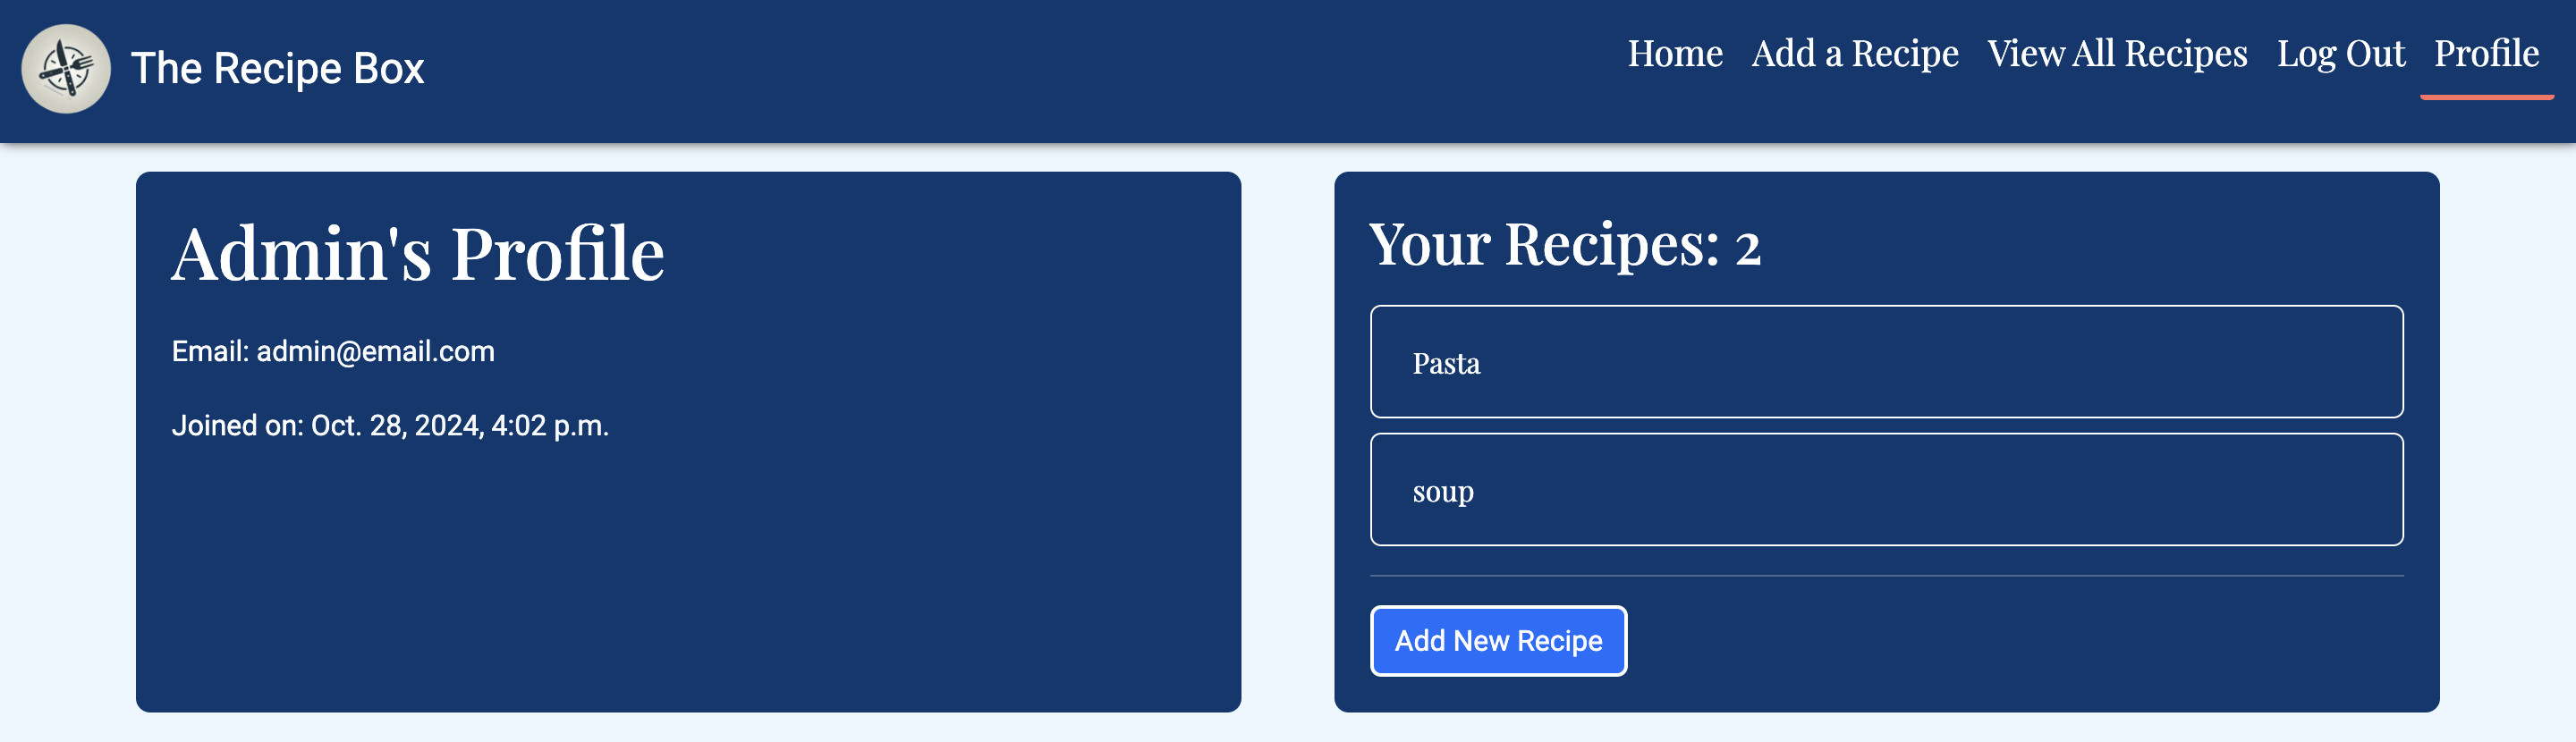 The Recipe Box
Home Add a Recipe View All Recipes Log Out Profile
Admin's Profile
Email: admin@email.com
Joined on: Oct. 28, 2024, 4:02 p.m.
Your Recipes: 2
Pasta
soup
Add New Recipe